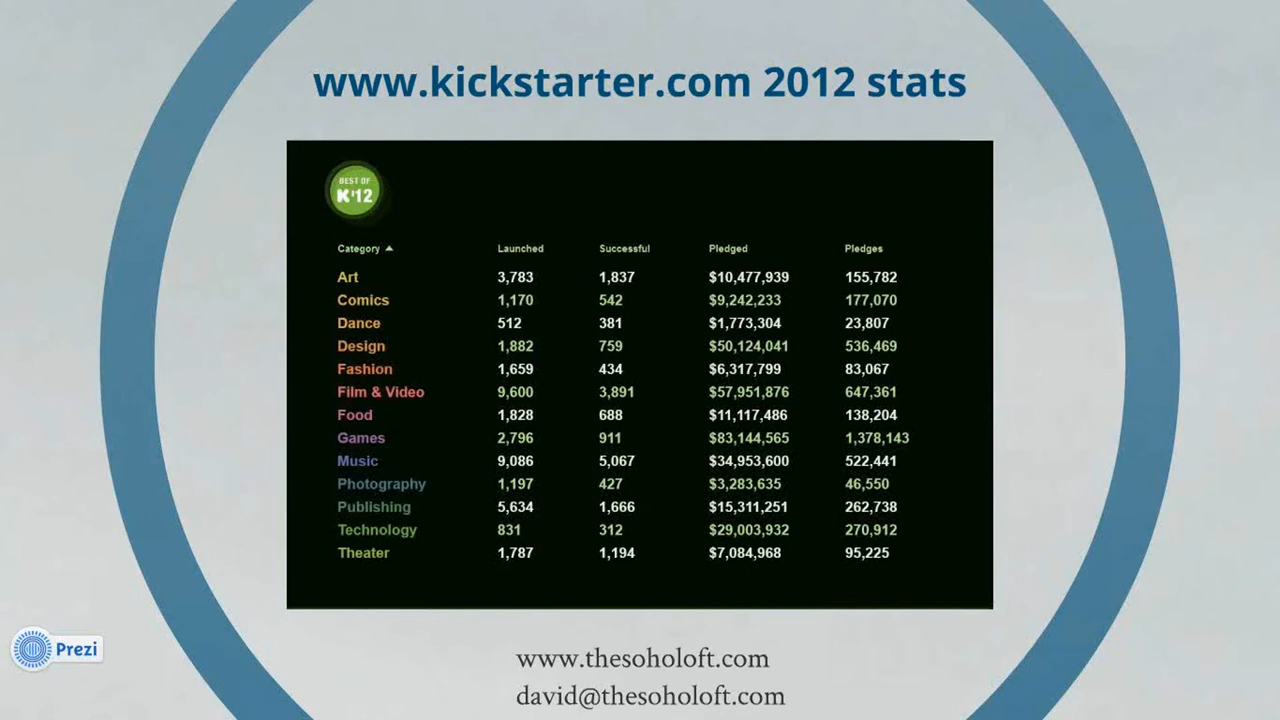 www.kickstarter.com 2012 stats
BEST OF
K'12
Category ▲ Launched Successful Pledged Pledges
Art 3,783 1,837 $10,477,939 155,782
Comics 1,170 542 $9,242,233 177,070
Dance 512 381 $1,773,304 23,807
Design 1,882 759 $50,124,041 536,469
Fashion 1,659 434 $6,317,799 83,067
Film & Video 9,600 3,891 $57,951,876 647,361
Food 1,828 688 $11,117,486 138,204
Games 2,796 911 $83,144,565 1,378,143
Music 9,086 5,067 $34,953,600 522,441
Photography 1,197 427 $3,283,635 46,550
Publishing 5,634 1,666 $15,311,251 262,738
Technology 831 312 $29,003,932 270,912
Theater 1,787 1,194 $7,084,968 95,225
Prezi
www.thesoholoft.com
david@thesoholoft.com